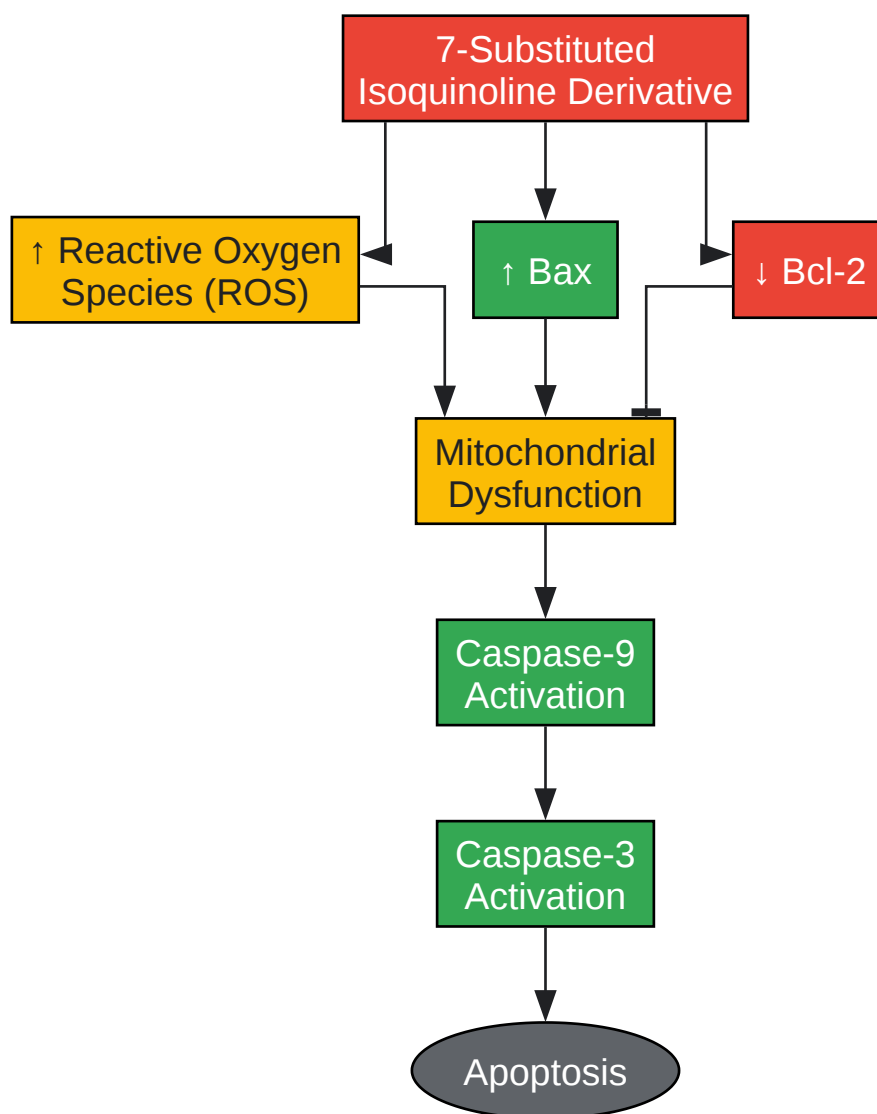 7-Substituted
Isoquinoline Derivative
↑ Reactive Oxygen
Species (ROS)
↑ Bax
↓ Bcl-2
Mitochondrial
Dysfunction
Caspase-9
Activation
Caspase-3
Activation
Apoptosis